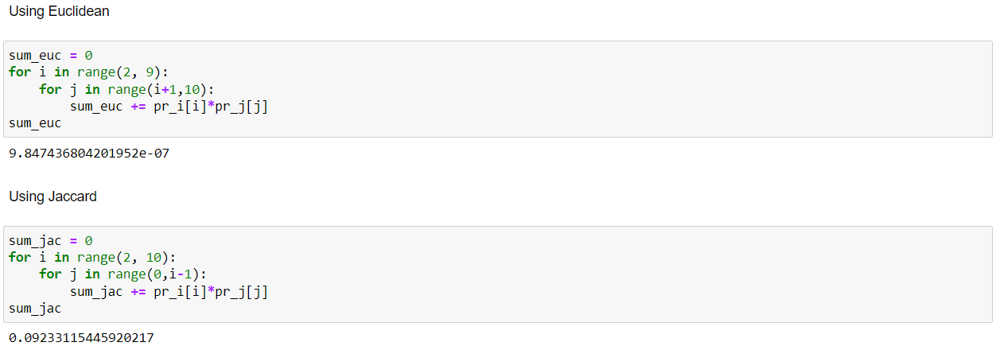 Using Euclidean
sum_euc = 0
for i in range(2, 9):
    for j in range(i+1,10):
        sum_euc += pr_i[i]*pr_j[j]
sum_euc
9.847436804201952e-07
Using Jaccard
sum_jac = 0
for i in range(2, 10):
    for j in range(0,i-1):
        sum_jac += pr_i[i]*pr_j[j]
sum_jac
0.09233115445920217